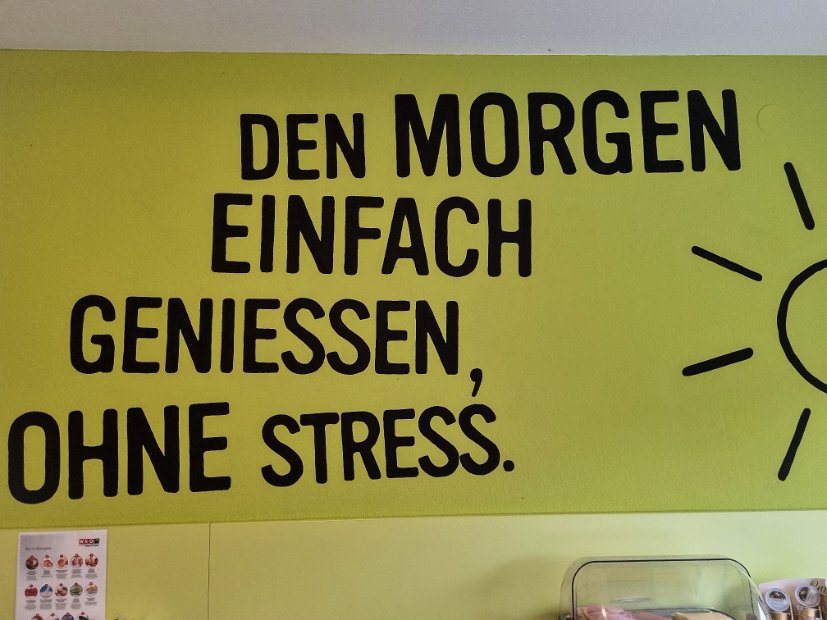 DEN MORGEN
EINFACH
GENIESSEN,
OHNE STRESS.